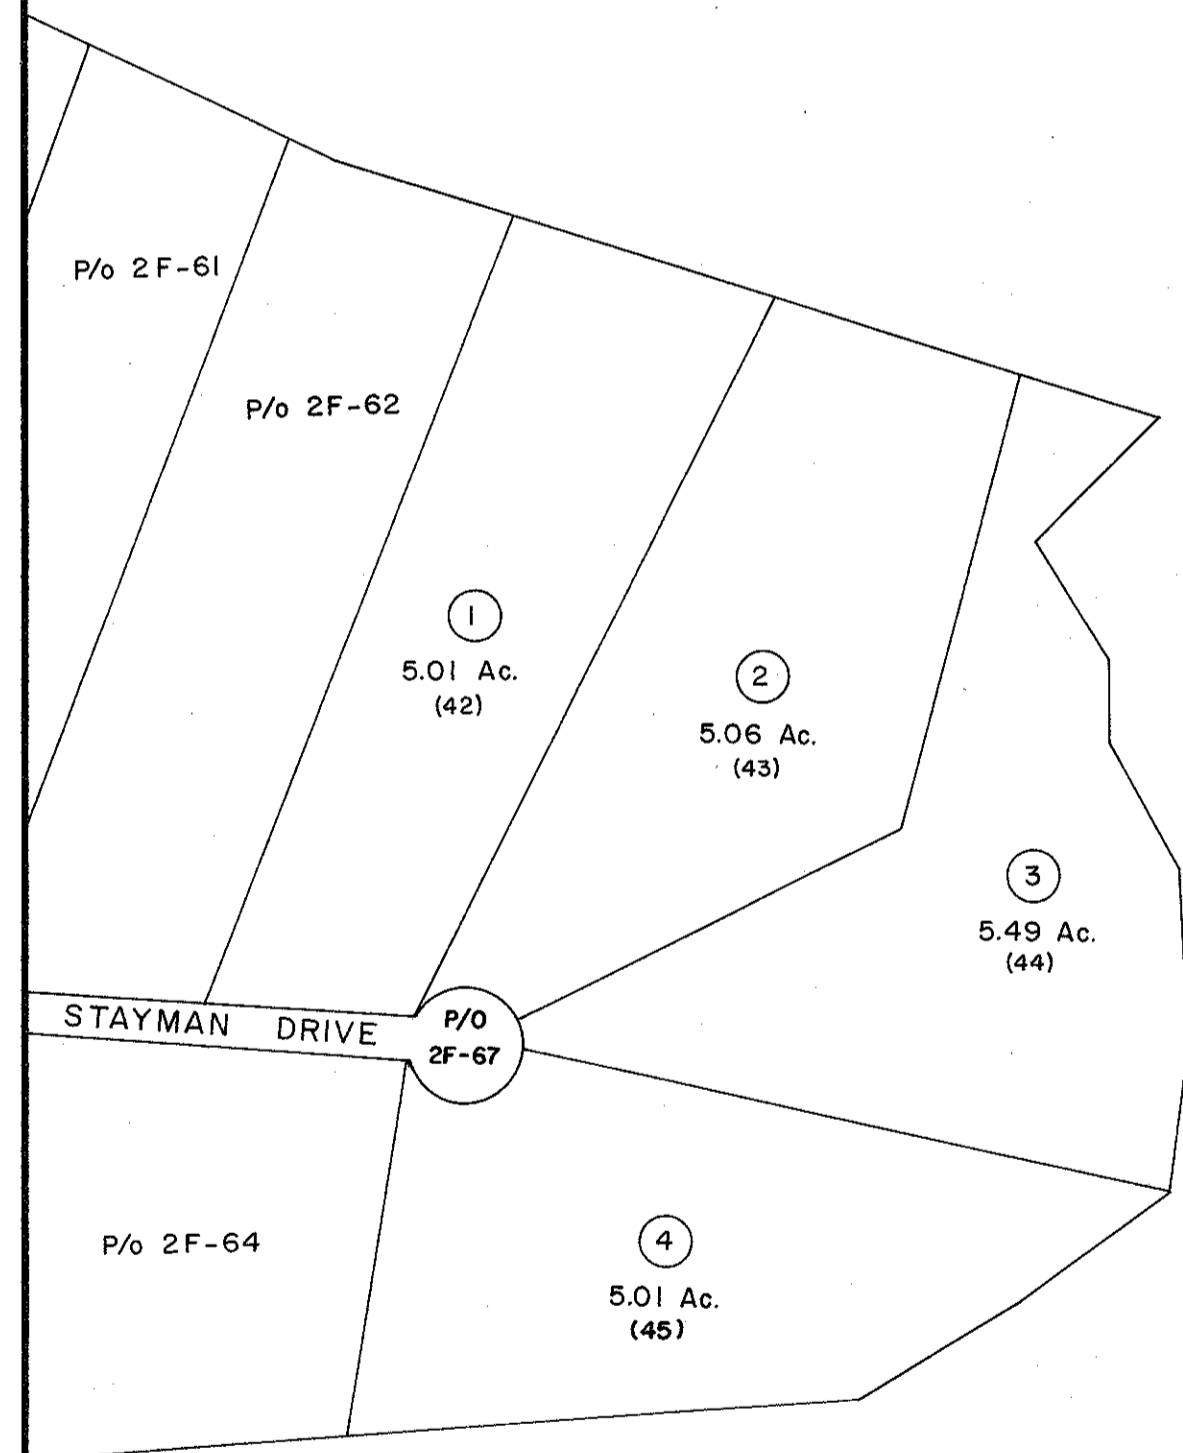 P/o 2F-61
P/o 2F-62
1
5.01 Ac.
(42)
2
5.06 Ac.
(43)
3
5.49 Ac.
(44)
STAYMAN DRIVE
P/O
2F-67
P/o 2F-64
4
5.01 Ac.
(45)